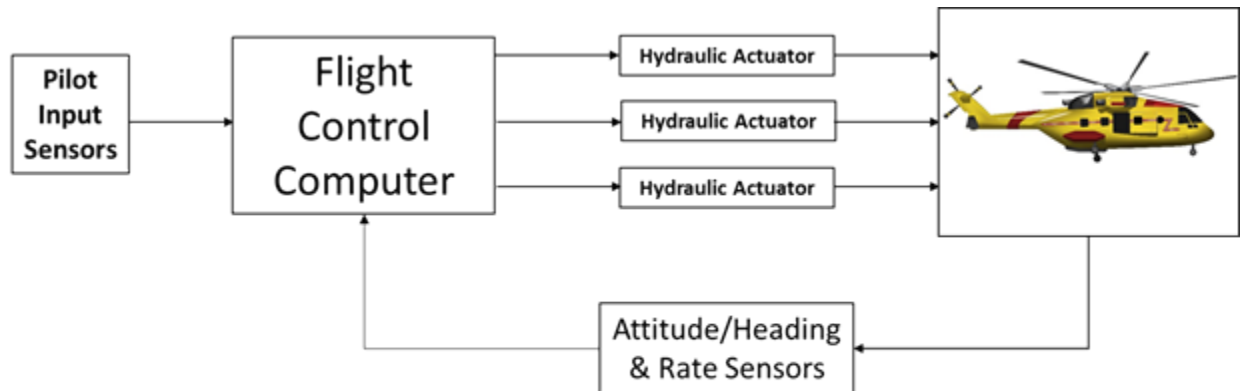 Pilot
Input
Sensors
Flight
Control
Computer
Hydraulic Actuator
Hydraulic Actuator
Hydraulic Actuator
Attitude/Heading
& Rate Sensors